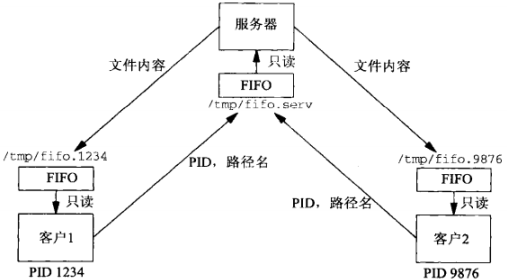 服务器
只读
文件内容
文件内容
FIFO
/tmp/fifo.serv
/tmp/fifo.1234
/tmp/fifo.9876
FIFO
PID，路径名
FIFO
只读
PID，路径名
只读
客户1
客户2
PID 1234
PID 9876